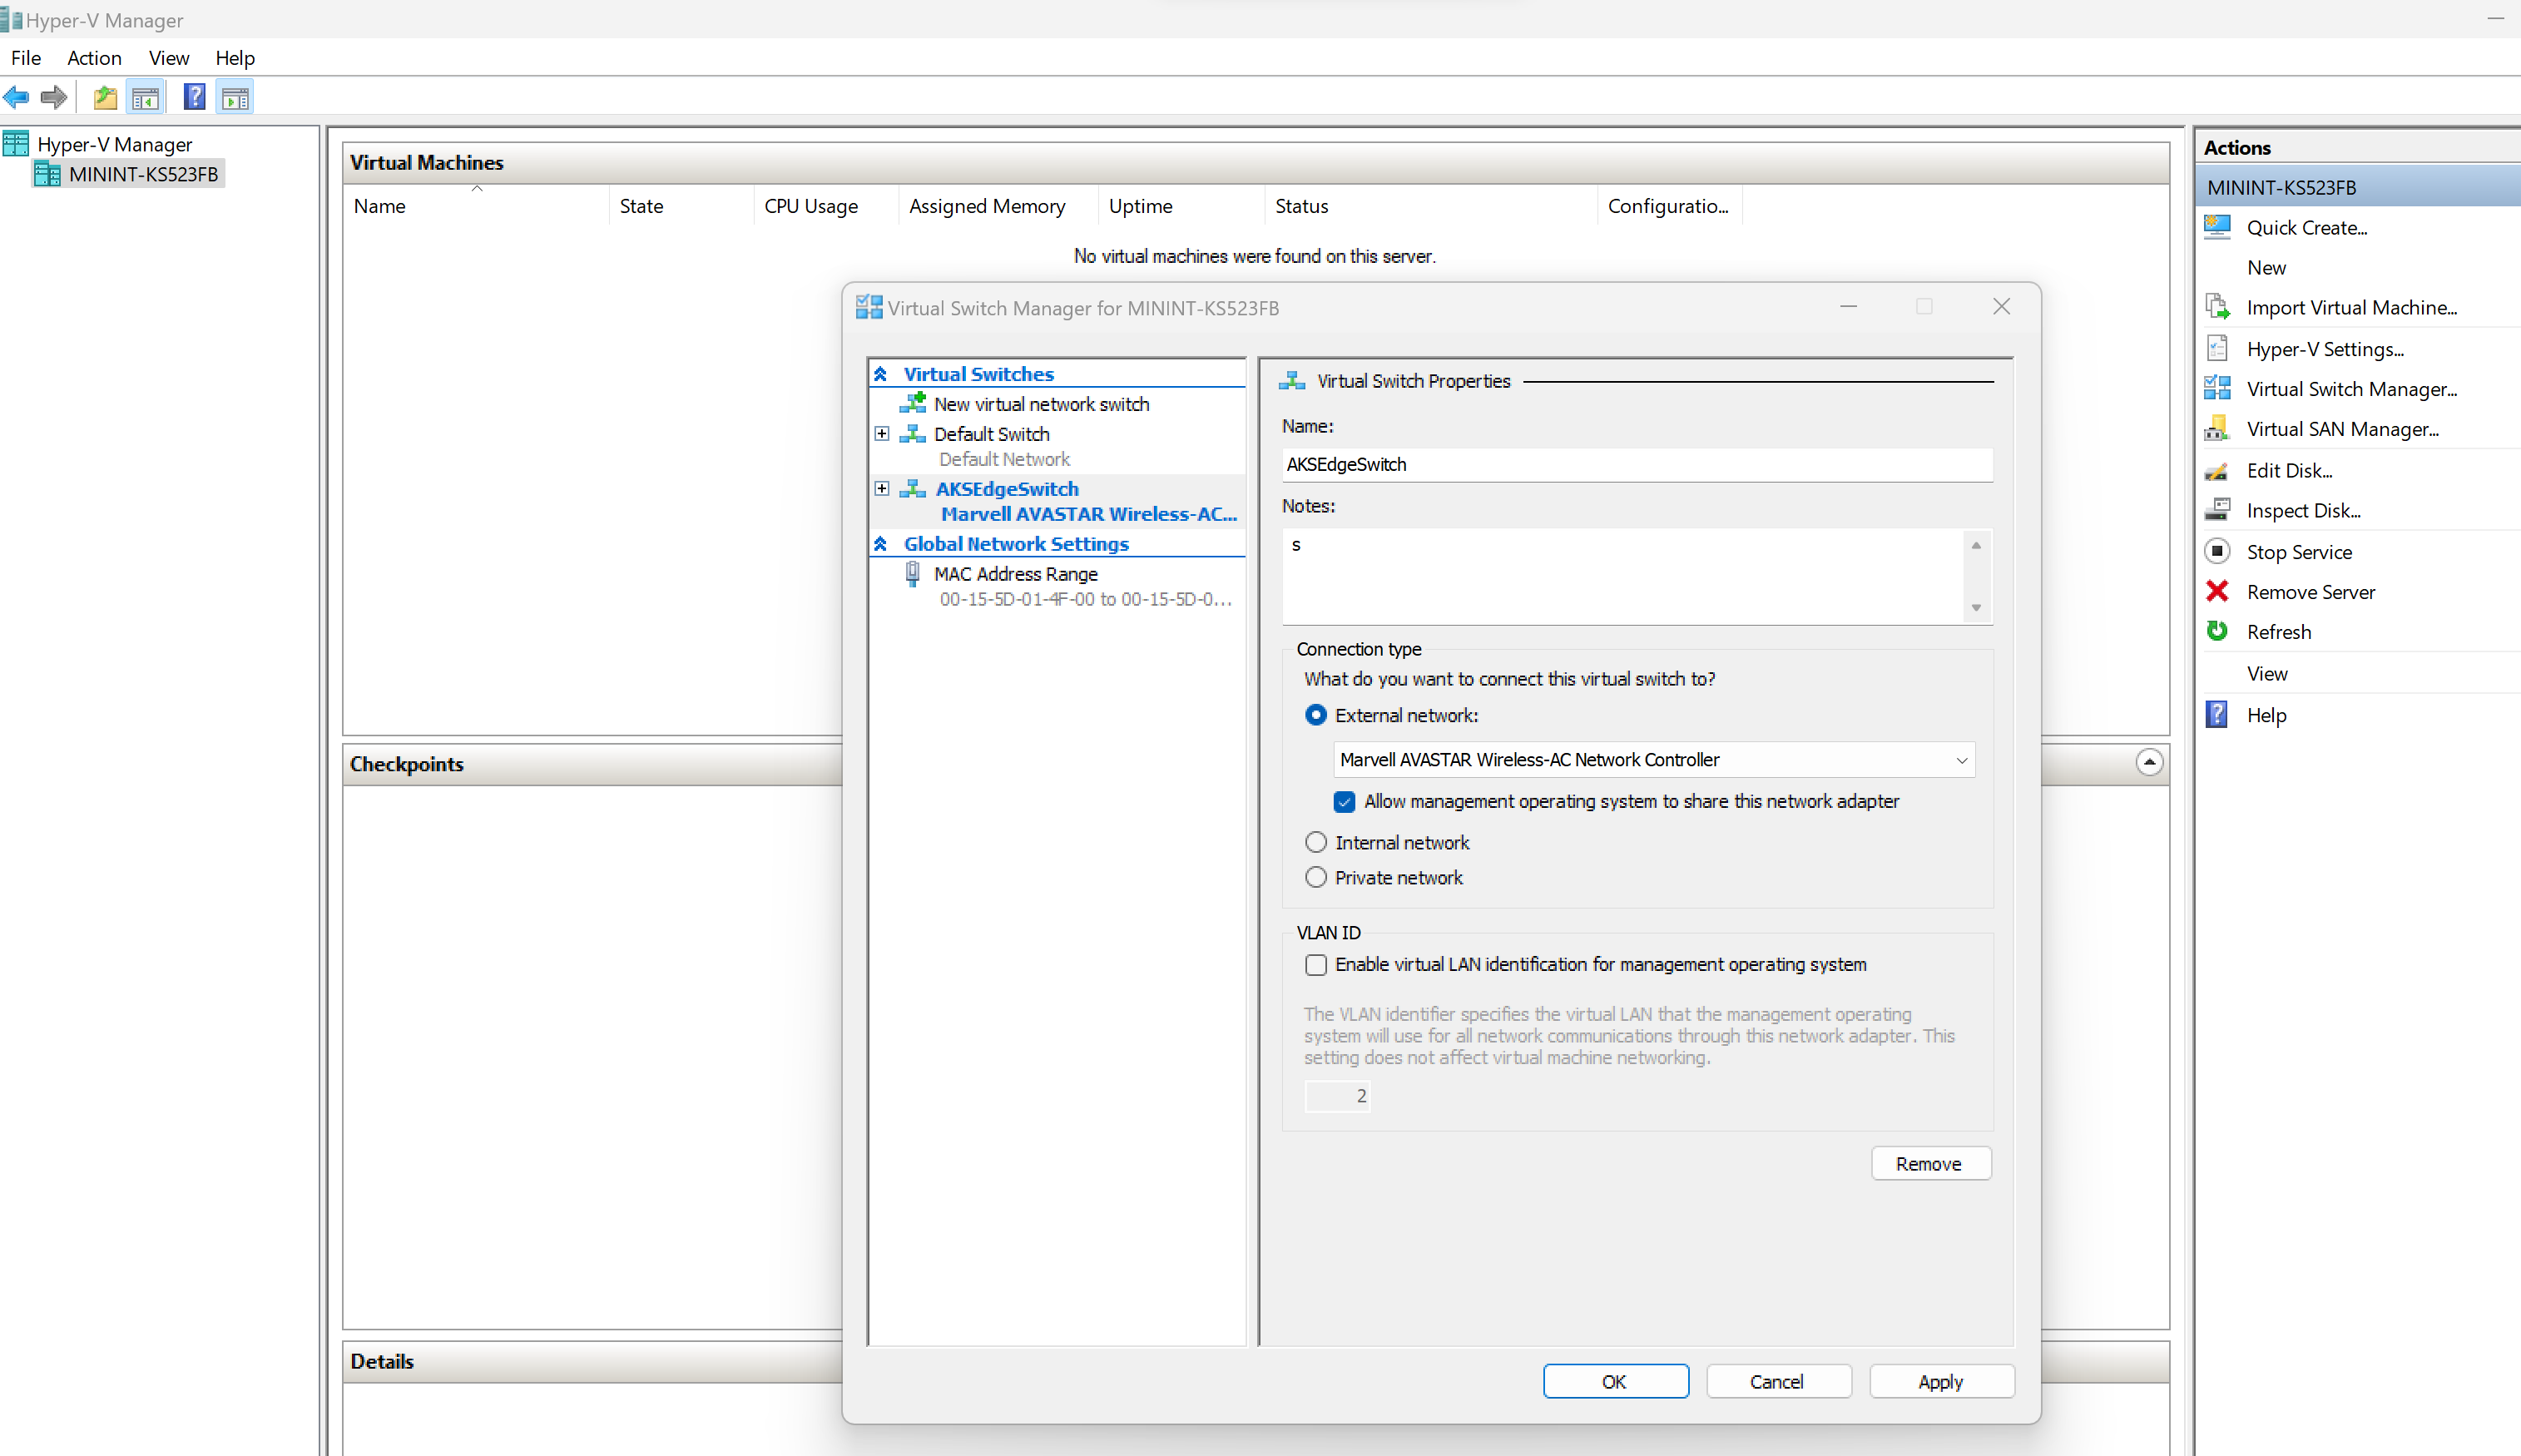 Hyper-V Manager
File Action View Help
Hyper-V Manager
MININT-KS523FB
Virtual Machines
Name State CPU Usage Assigned Memory Uptime Status Configuratio...
No virtual machines were found on this server.
Checkpoints
Details
Virtual Switch Manager for MININT-KS523FB
Virtual Switches
New virtual network switch
Default Switch
Default Network
AKSEdgeSwitch
Marvell AVASTAR Wireless-AC...
Global Network Settings
MAC Address Range
00-15-5D-01-4F-00 to 00-15-5D-0...
Virtual Switch Properties
Name:
AKSEdgeSwitch
Notes:
s
Connection type
What do you want to connect this virtual switch to?
External network:
Marvell AVASTAR Wireless-AC Network Controller
Allow management operating system to share this network adapter
Internal network
Private network
VLAN ID
Enable virtual LAN identification for management operating system
The VLAN identifier specifies the virtual LAN that the management operating
system will use for all network communications through this network adapter. This
setting does not affect virtual machine networking.
2
Remove
OK Cancel Apply
Actions
MININT-KS523FB
Quick Create...
New
Import Virtual Machine...
Hyper-V Settings...
Virtual Switch Manager...
Virtual SAN Manager...
Edit Disk...
Inspect Disk...
Stop Service
Remove Server
Refresh
View
Help